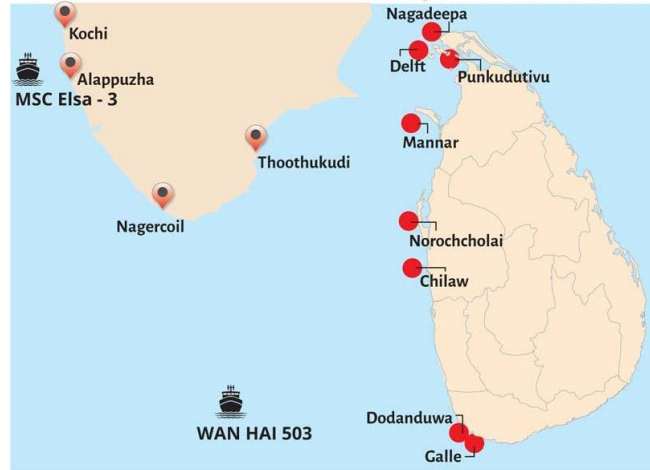 Kochi
Alappuzha
MSC Elsa - 3
Thoothukudi
Nagercoil
Nagadeepa
Delft
Punkudutivu
Mannar
Norochcholai
Chilaw
WAN HAI 503
Dodanduwa
Galle